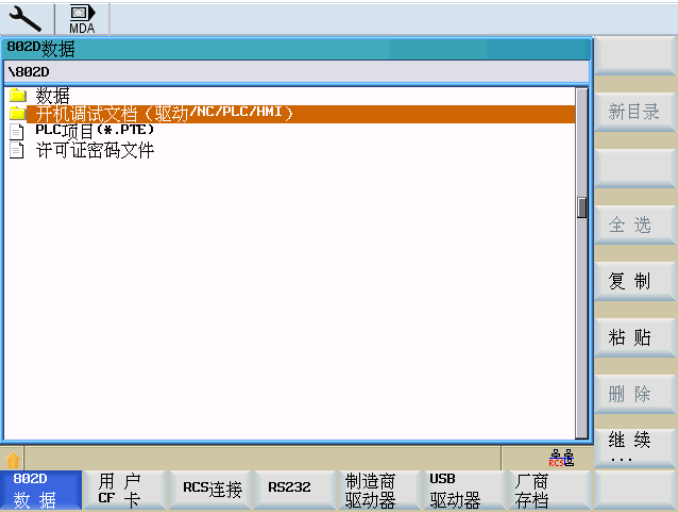 MDA
802D数据
\802D
数据
开机调试文档（驱动/NC/PLC/HMI）
PLC项目(*.PTE)
许可证密码文件
新目录
全 选
复 制
粘 贴
删 除
继 续
...
RCS
802D
数 据
用 户
CF 卡
RCS连接
RS232
制造商
驱动器
USB
驱动器
厂商
存档